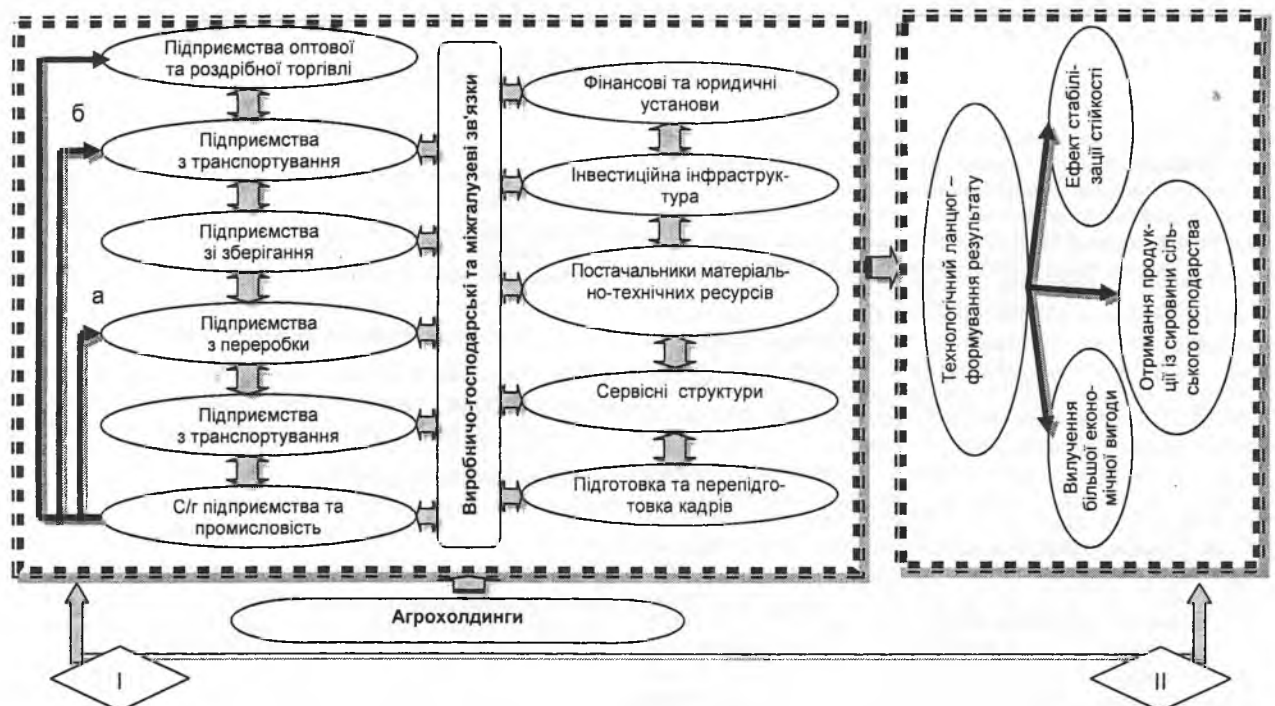 Підприємства оптової
та роздрібної торгівлі
б
Підприємства
з транспортування
Підприємства
зі зберігання
а
Підприємства
з переробки
Підприємства
з транспортування
С/г підприємства та
промисловість
Виробничо-господарські та міжгалузеві зв'язки
Фінансові та юридичні
установи
Інвестиційна інфраструк-
тура
Постачальники матеріаль-
но-технічних ресурсів
Сервісні структури
Підготовка та перепідго-
товка кадрів
Агрохолдинги
Технологічний ланцюг –
формування результату
Ефект стабілі-
зації стійкості
Отримання продук-
ції із сировини сіль-
ського господарства
Вилучення
більшої еконо-
мічної вигоди
I
II